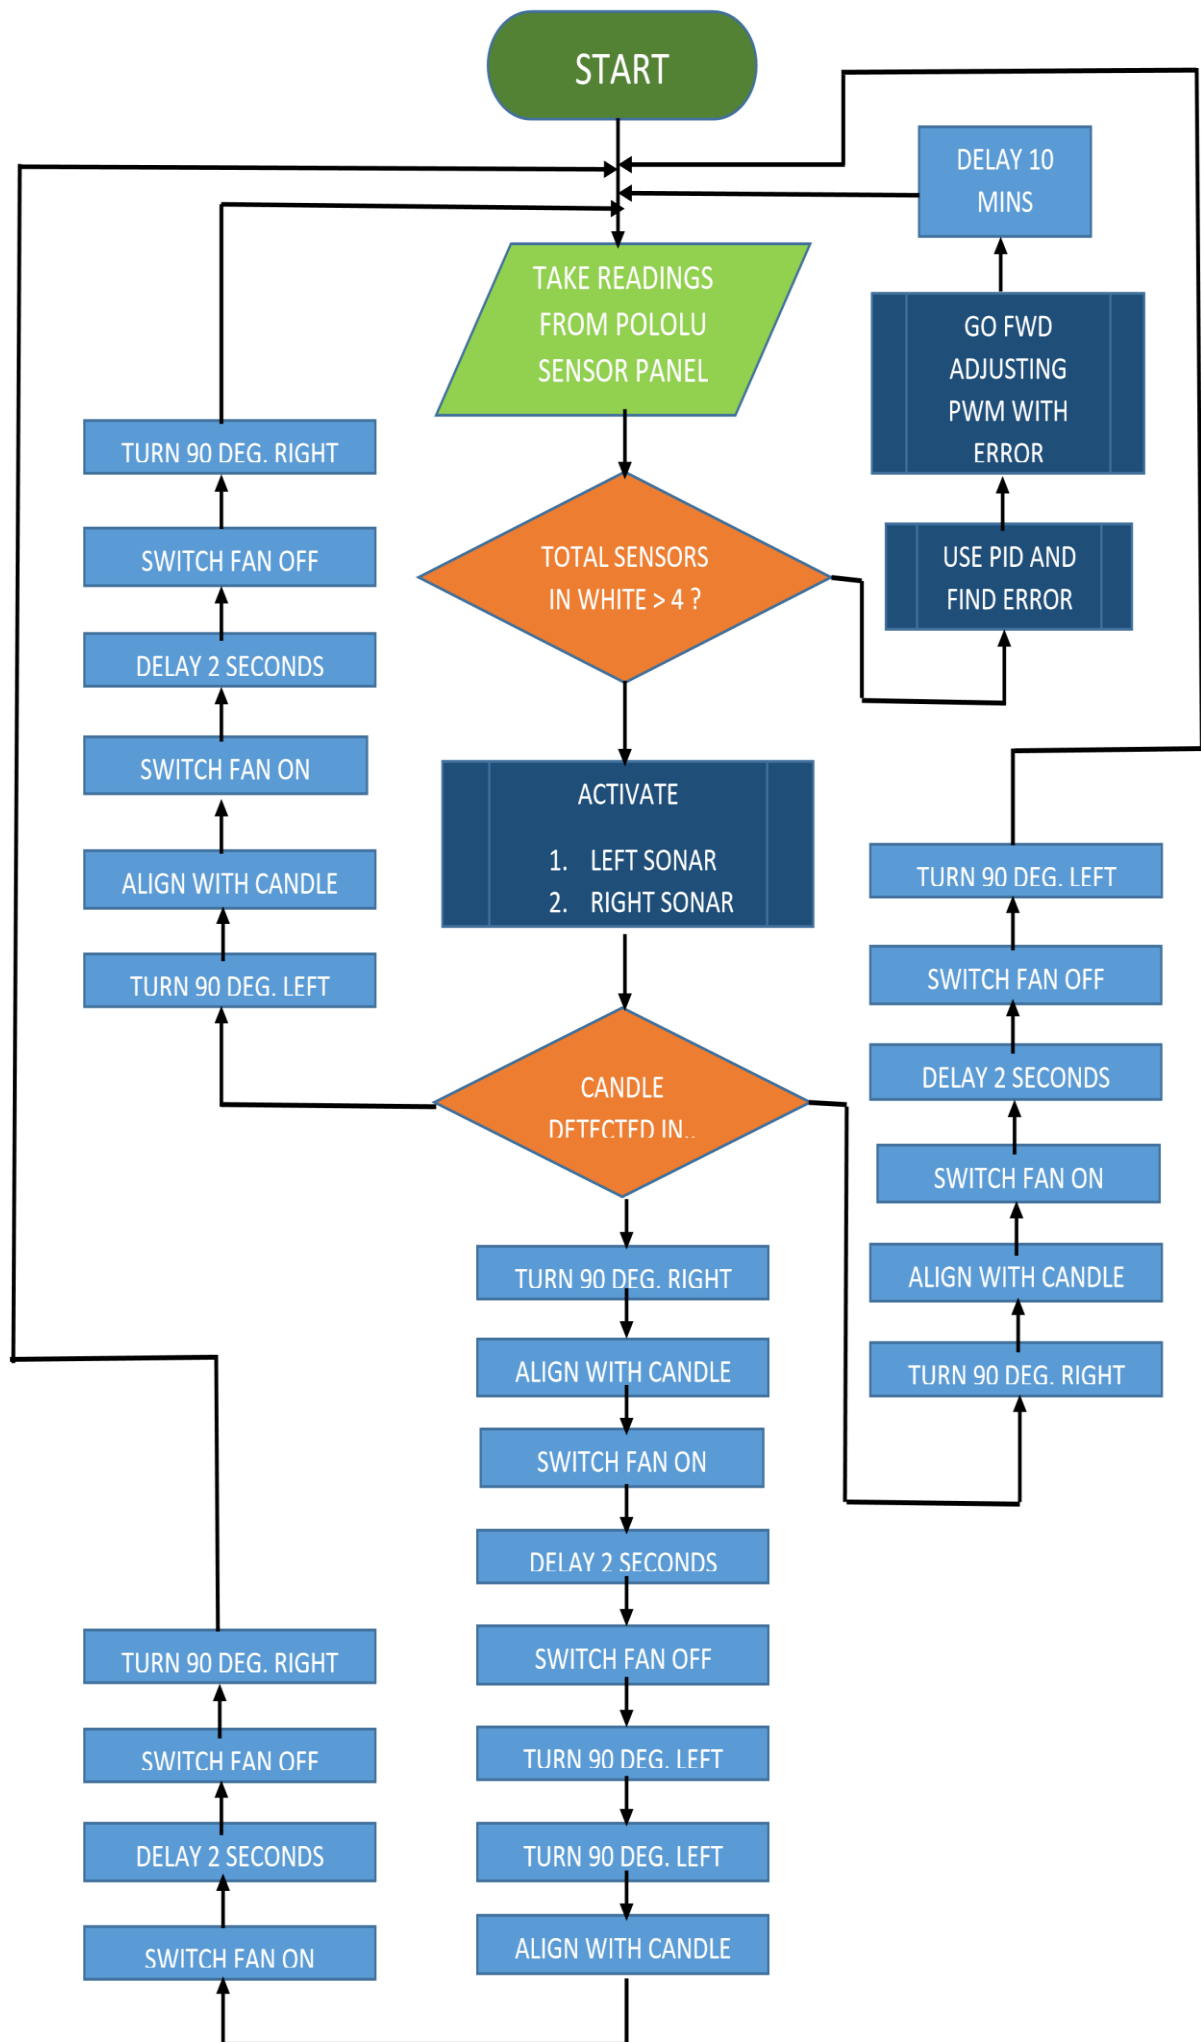 START
DELAY 10
MINS
TAKE READINGS
FROM POLOLU
SENSOR PANEL
GO FWD
ADJUSTING
PWM WITH
ERROR
TURN 90 DEG. RIGHT
SWITCH FAN OFF
DELAY 2 SECONDS
SWITCH FAN ON
ALIGN WITH CANDLE
TURN 90 DEG. LEFT
TOTAL SENSORS
IN WHITE > 4 ?
USE PID AND
FIND ERROR
ACTIVATE
1. LEFT SONAR
2. RIGHT SONAR
CANDLE
DETECTED IN..
TURN 90 DEG. LEFT
SWITCH FAN OFF
DELAY 2 SECONDS
SWITCH FAN ON
ALIGN WITH CANDLE
TURN 90 DEG. RIGHT
TURN 90 DEG. RIGHT
ALIGN WITH CANDLE
SWITCH FAN ON
DELAY 2 SECONDS
SWITCH FAN OFF
TURN 90 DEG. LEFT
TURN 90 DEG. LEFT
ALIGN WITH CANDLE
TURN 90 DEG. RIGHT
SWITCH FAN OFF
DELAY 2 SECONDS
SWITCH FAN ON